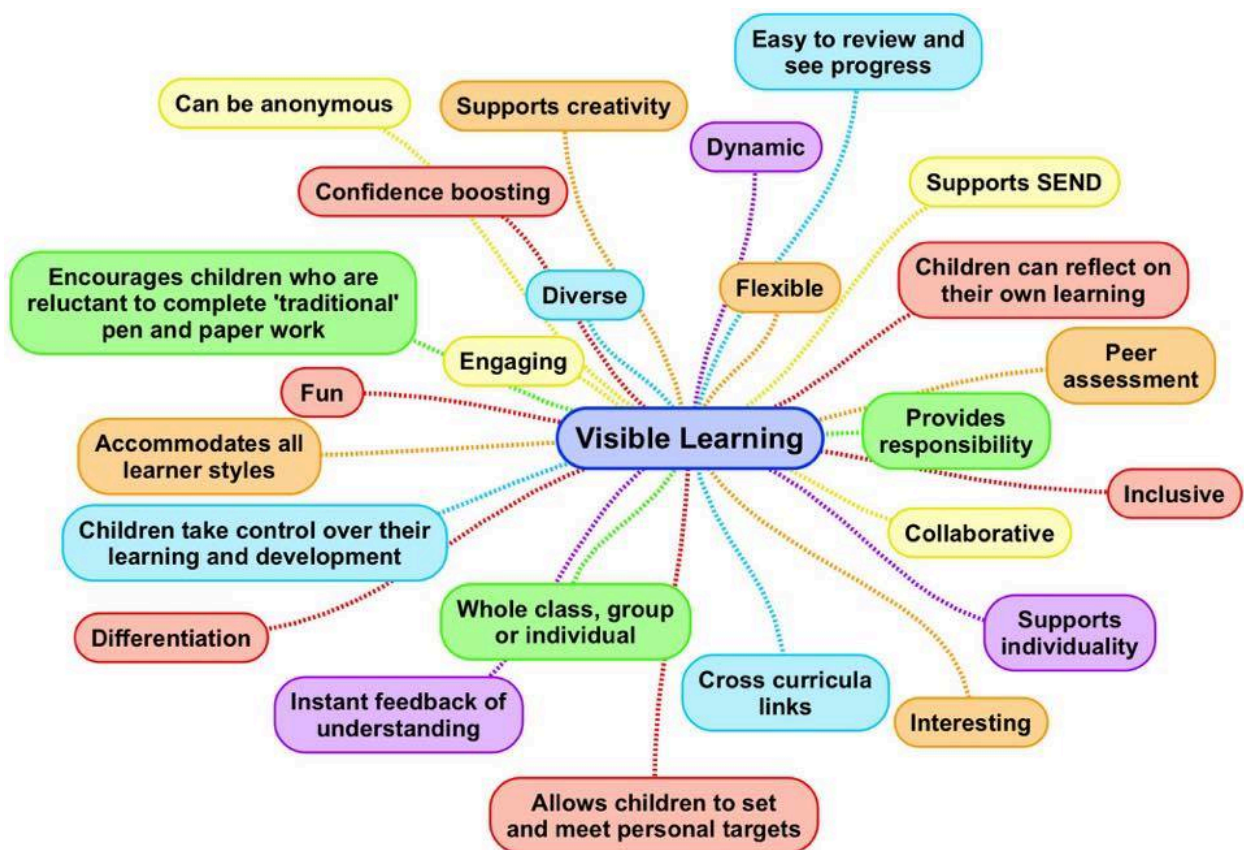 Easy to review and
see progress
Can be anonymous
Supports creativity
Dynamic
Supports SEND
Confidence boosting
Children can reflect on
their own learning
Encourages children who are
reluctant to complete 'traditional'
pen and paper work
Diverse
Flexible
Engaging
Peer
assessment
Fun
Visible Learning
Provides
responsibility
Accommodates all
learner styles
Inclusive
Children take control over their
learning and development
Collaborative
Whole class, group
or individual
Differentiation
Supports
individuality
Cross curricula
links
Instant feedback of
understanding
Interesting
Allows children to set
and meet personal targets